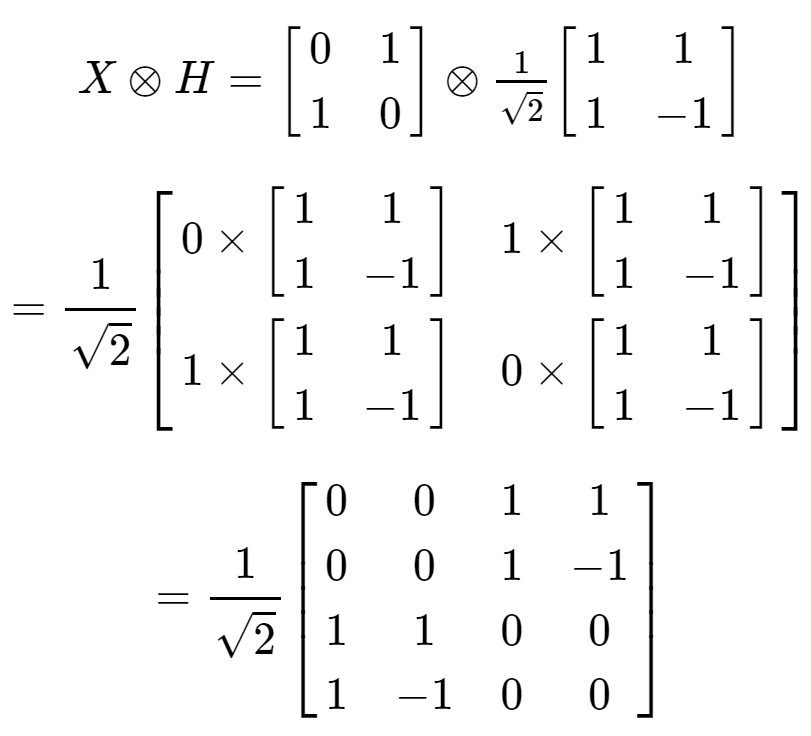 X ⊗ H = [0 1; 1 0] ⊗ 1/√2 [1 1; 1 −1]
= 1/√2 [0 × [1 1; 1 −1] 1 × [1 1; 1 −1]; 1 × [1 1; 1 −1] 0 × [1 1; 1 −1]]
= 1/√2 [0 0 1 1; 0 0 1 −1; 1 1 0 0; 1 −1 0 0]